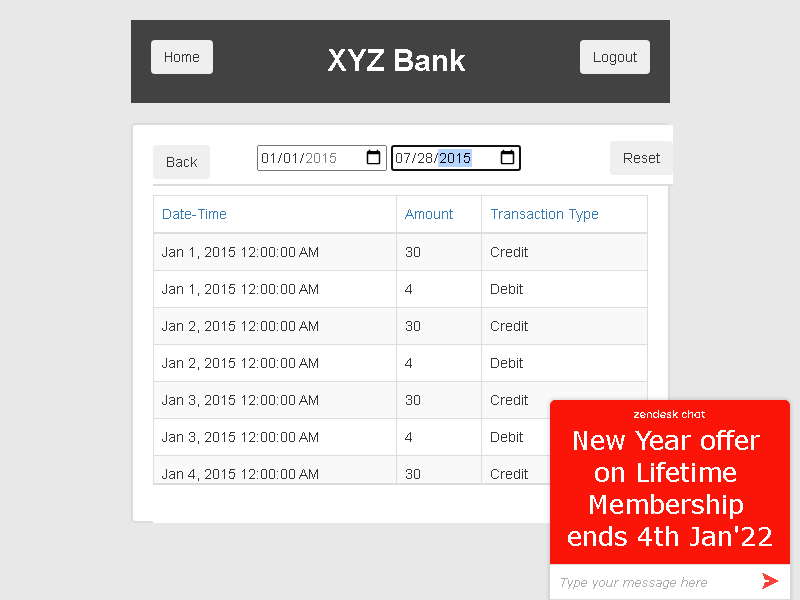 Home
XYZ Bank
Logout
Back
01/01/2015
07/28/2015
Reset
Date-Time Amount Transaction Type
Jan 1, 2015 12:00:00 AM 30 Credit
Jan 1, 2015 12:00:00 AM 4 Debit
Jan 2, 2015 12:00:00 AM 30 Credit
Jan 2, 2015 12:00:00 AM 4 Debit
Jan 3, 2015 12:00:00 AM 30 Credit
Jan 3, 2015 12:00:00 AM 4 Debit
Jan 4, 2015 12:00:00 AM 30 Credit
zendesk chat
New Year offer
on Lifetime
Membership
ends 4th Jan'22
Type your message here